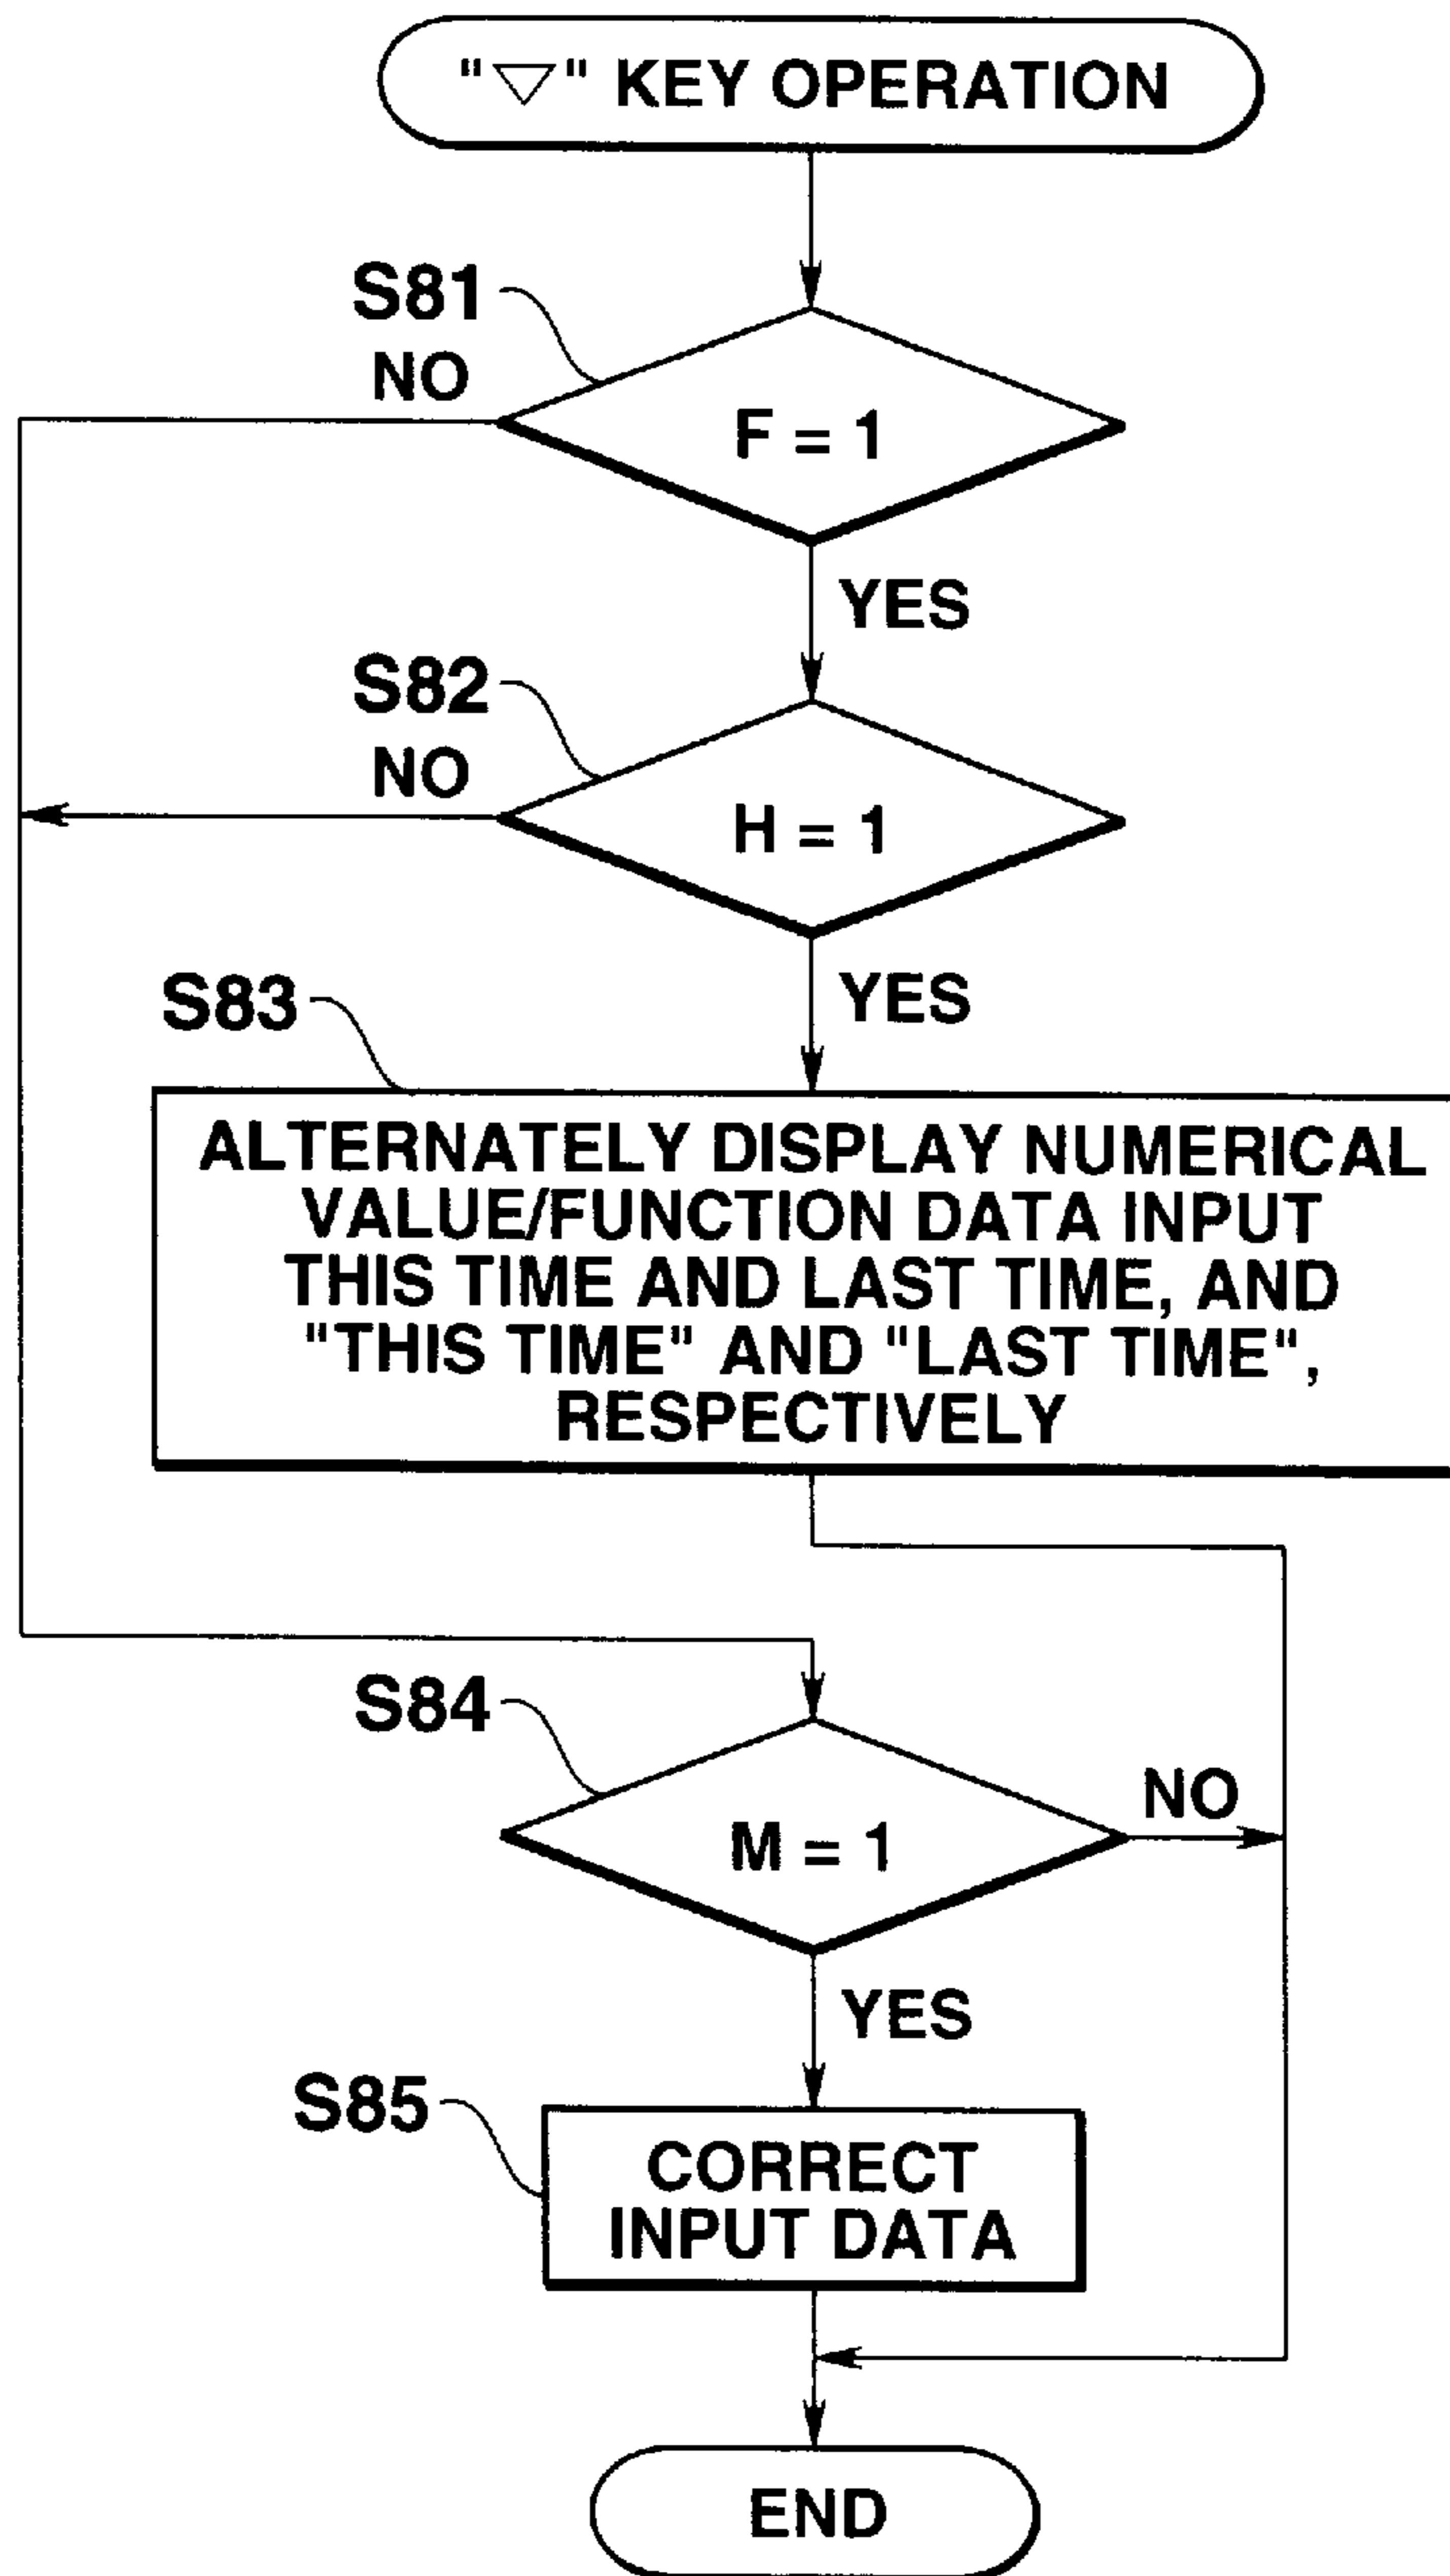 "▽" KEY OPERATION
S81
NO
F = 1
YES
S82
NO
H = 1
YES
S83
ALTERNATELY DISPLAY NUMERICAL
VALUE/FUNCTION DATA INPUT
THIS TIME AND LAST TIME, AND
"THIS TIME" AND "LAST TIME",
RESPECTIVELY
S84
NO
M = 1
YES
S85
CORRECT
INPUT DATA
END